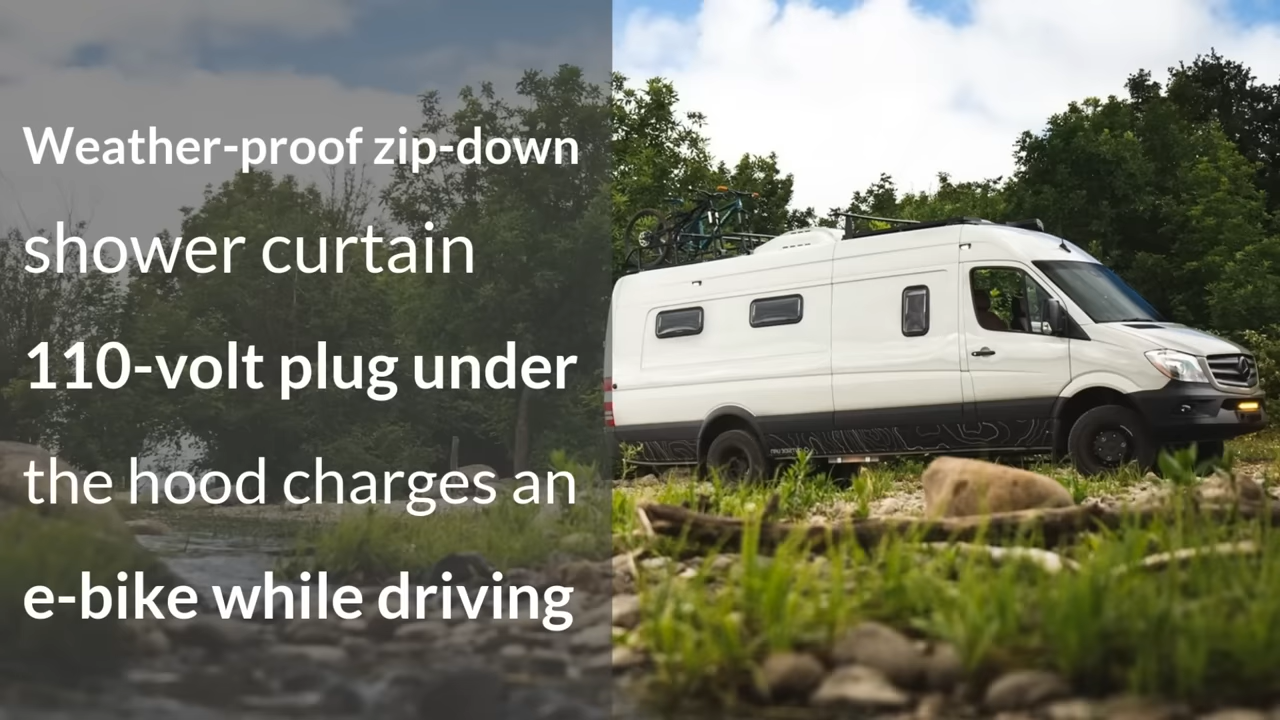 Weather-proof zip-down
shower curtain
110-volt plug under
the hood charges an
e-bike while driving